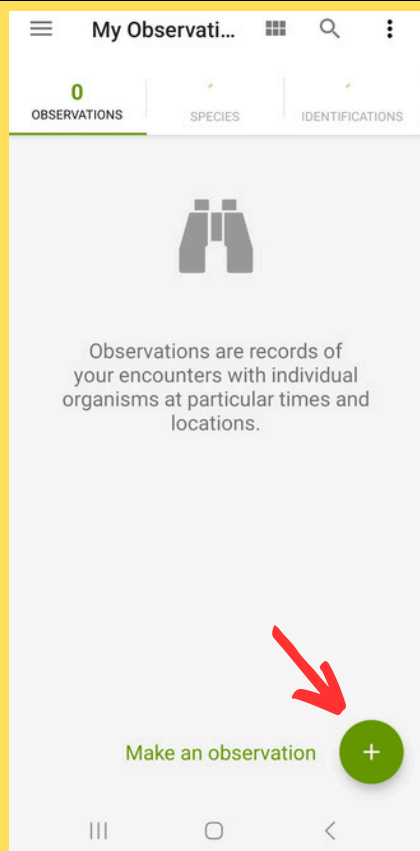 My Observati...
0
OBSERVATIONS
SPECIES
IDENTIFICATIONS
Observations are records of
your encounters with individual
organisms at particular times and
locations.
Make an observation
+